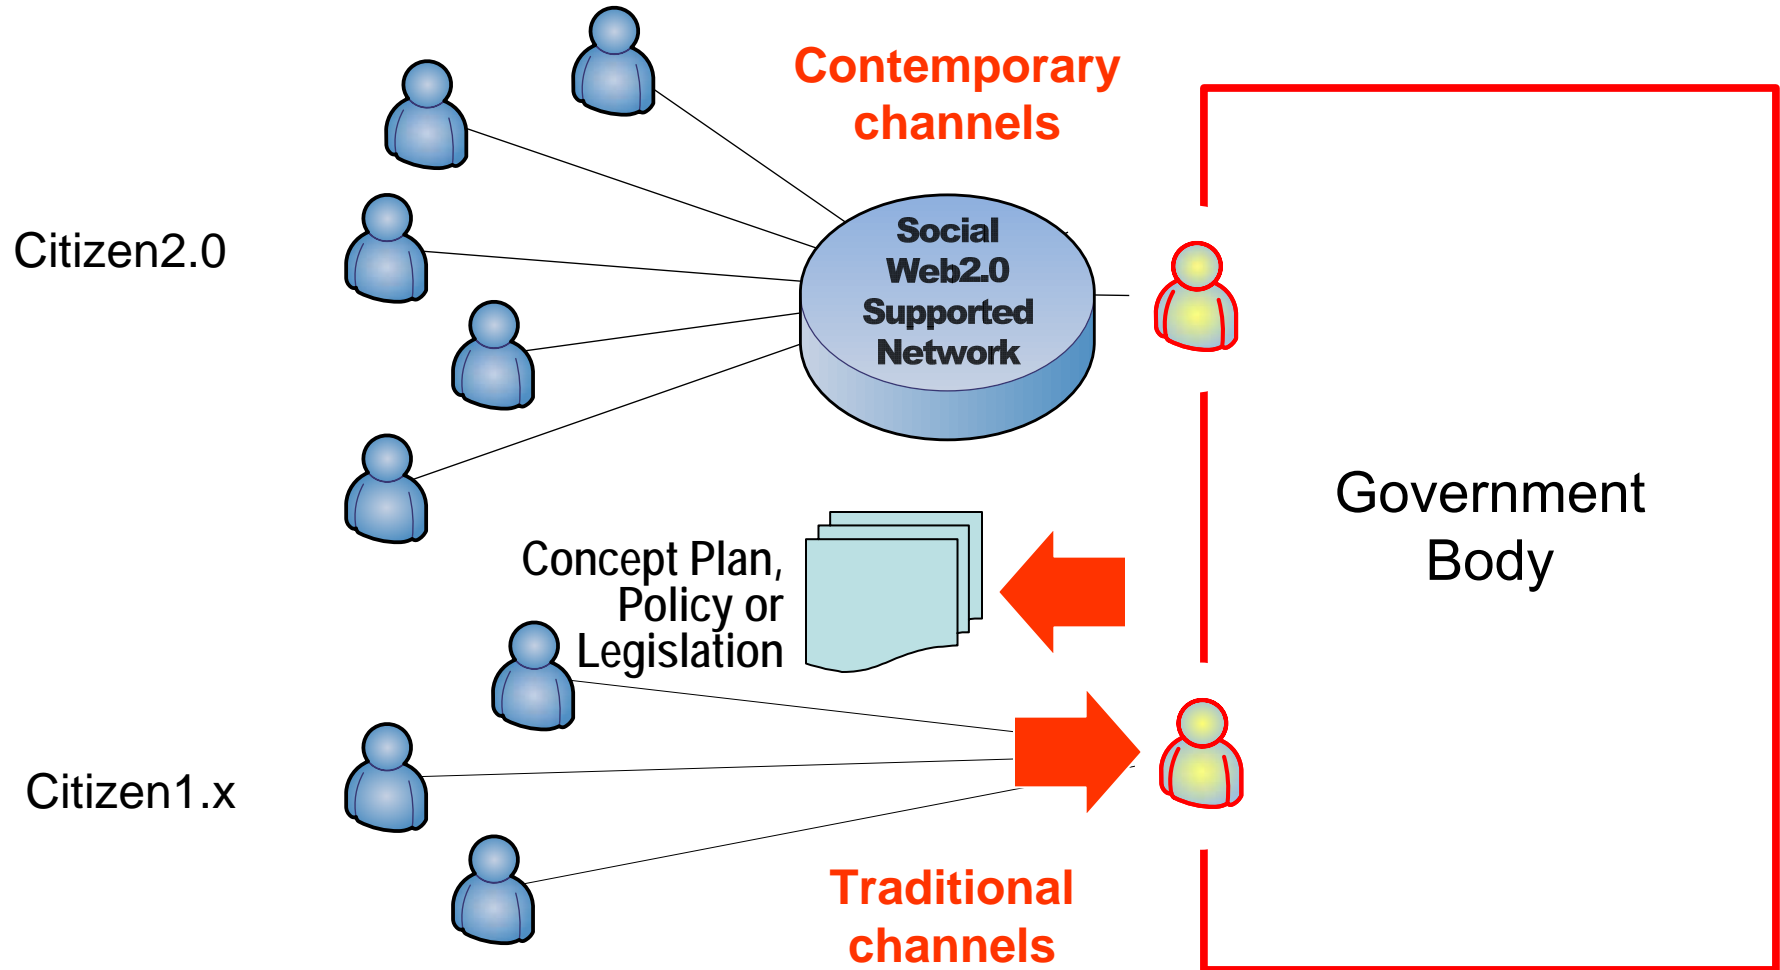 Contemporary
channels
Citizen2.0
Social
Web2.0
Supported
Network
Government
Body
Concept Plan,
Policy or
Legislation
Citizen1.x
Traditional
channels